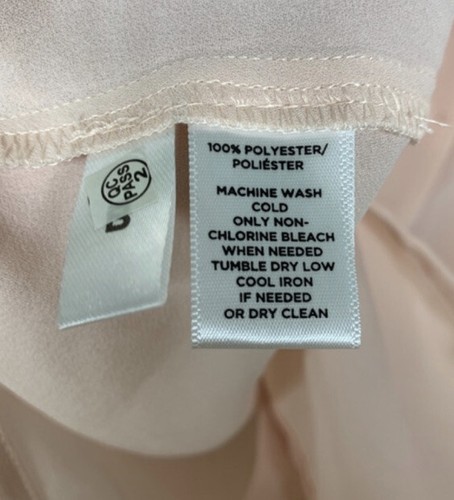 QC
PASS
2
100% POLYESTER/
POLIÉSTER
MACHINE WASH
COLD
ONLY NON-
CHLORINE BLEACH
WHEN NEEDED
TUMBLE DRY LOW
COOL IRON
IF NEEDED
OR DRY CLEAN